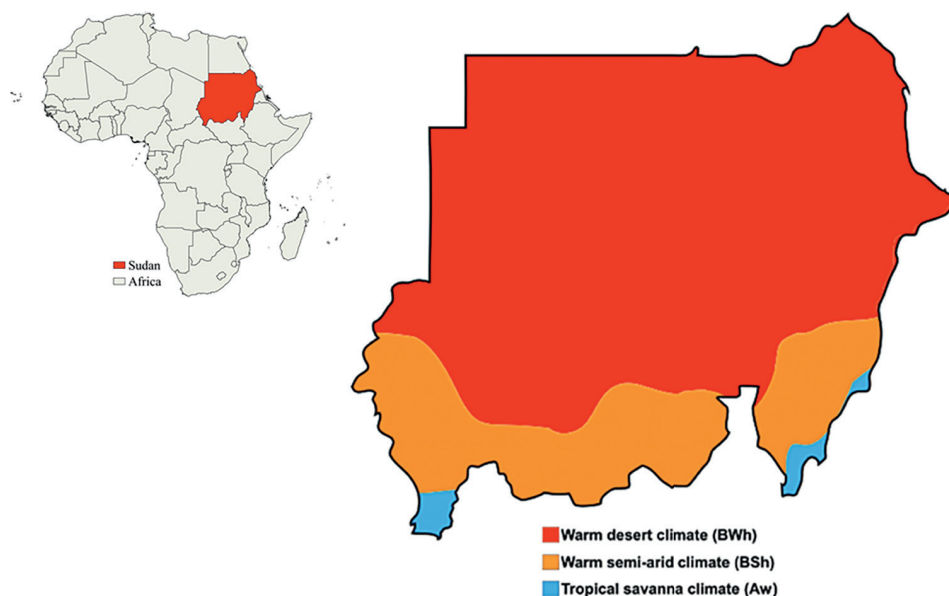 Sudan
Africa
Warm desert climate (BWh)
Warm semi-arid climate (BSh)
Tropical savanna climate (Aw)